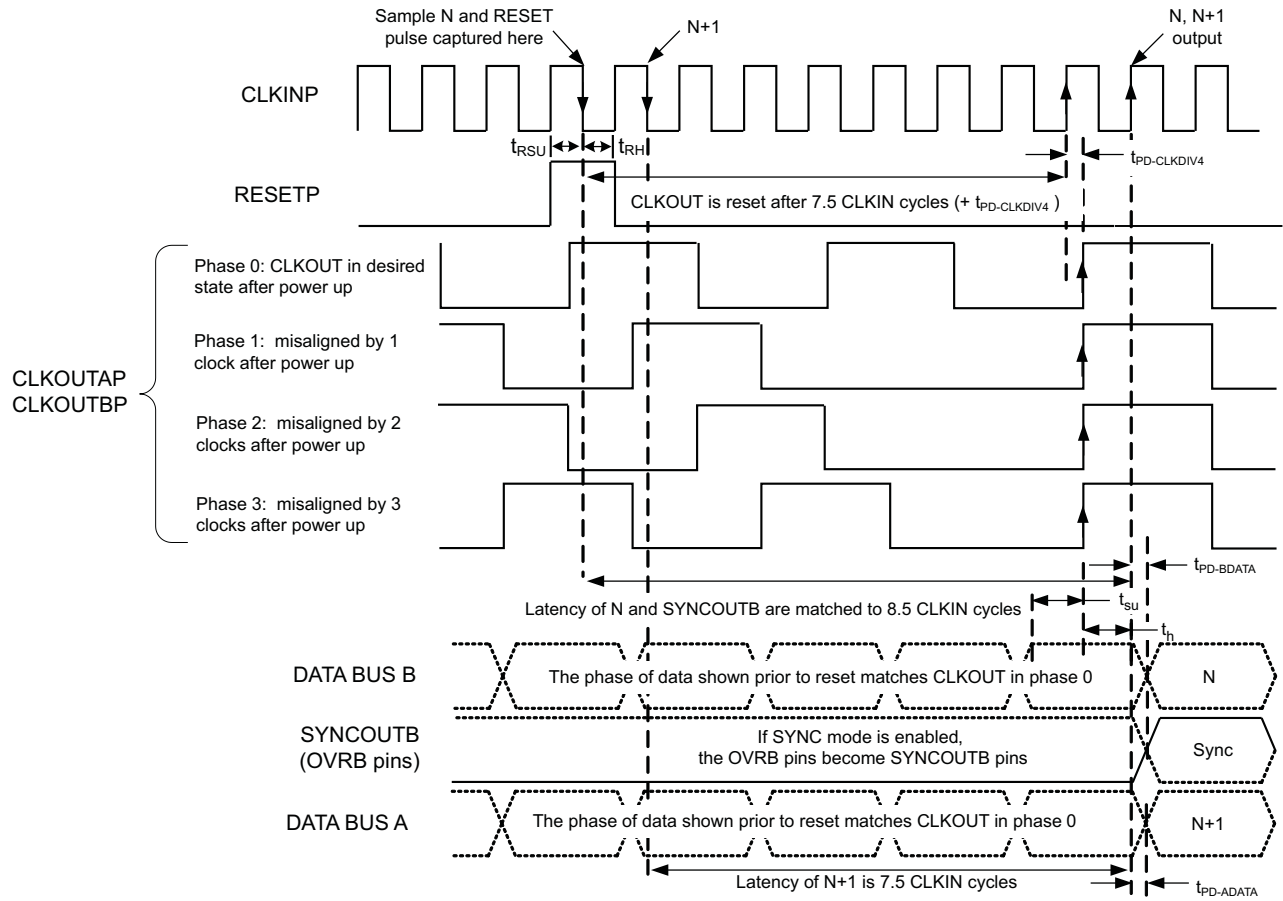 Sample N and RESET
pulse captured here
N+1
N, N+1
output
CLKINP
tRSU
tRH
tPD-CLKDIV4
RESETP
CLKOUT is reset after 7.5 CLKIN cycles (+ tPD-CLKDIV4 )
Phase 0: CLKOUT in desired
state after power up
Phase 1: misaligned by 1
clock after power up
CLKOUTAP
CLKOUTBP
Phase 2: misaligned by 2
clocks after power up
Phase 3: misaligned by 3
clocks after power up
tPD-BDATA
Latency of N and SYNCOUTB are matched to 8.5 CLKIN cycles
tsu
th
DATA BUS B
The phase of data shown prior to reset matches CLKOUT in phase 0
N
SYNCOUTB
(OVRB pins)
If SYNC mode is enabled,
the OVRB pins become SYNCOUTB pins
Sync
DATA BUS A
The phase of data shown prior to reset matches CLKOUT in phase 0
N+1
Latency of N+1 is 7.5 CLKIN cycles
tPD-ADATA